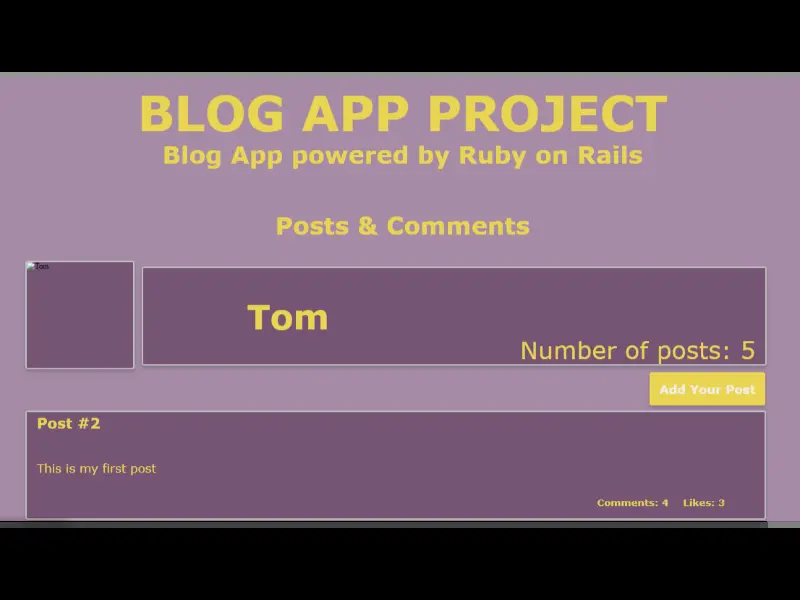 BLOG APP PROJECT
Blog App powered by Ruby on Rails
Posts & Comments
Tom
Tom
Number of posts: 5
Add Your Post
Post #2
This is my first post
Comments: 4 Likes: 3